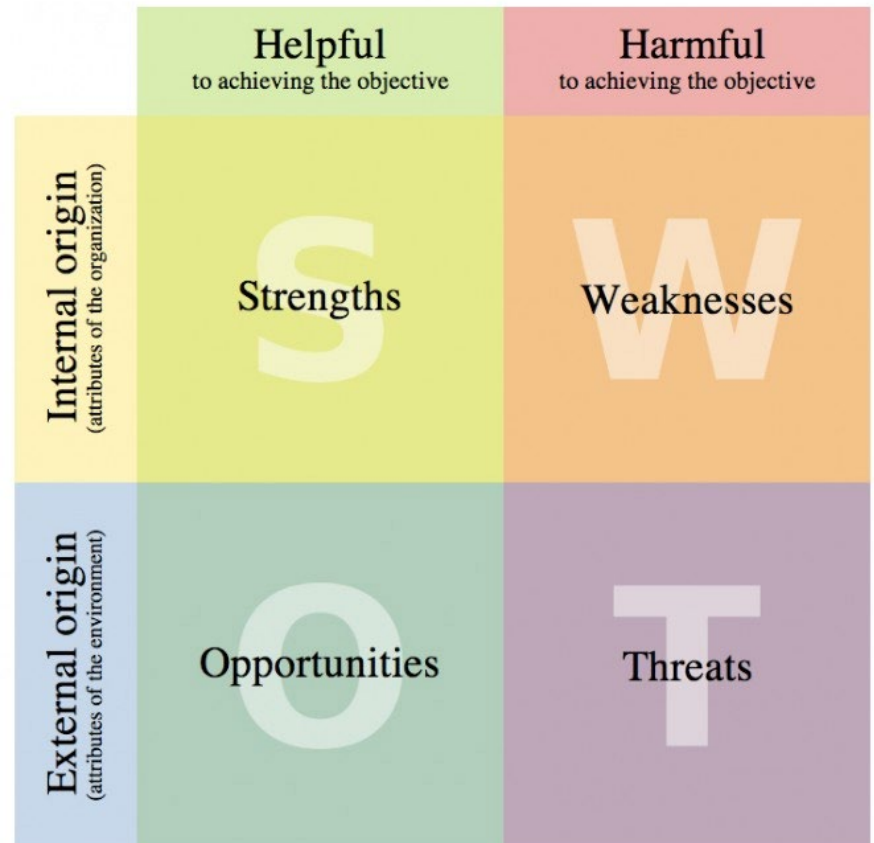 Helpful
to achieving the objective
Harmful
to achieving the objective
Internal origin
(attributes of the organization)
S
Strengths
W
Weaknesses
External origin
(attributes of the environment)
O
Opportunities
T
Threats